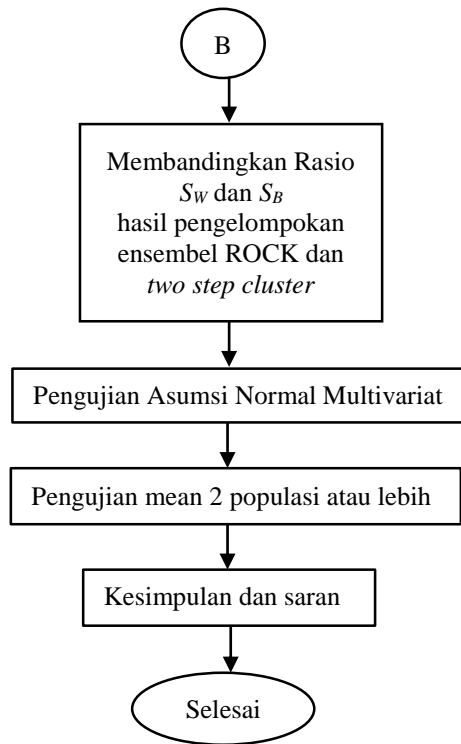 B
Membandingkan Rasio
SW dan SB
hasil pengelompokan
ensembel ROCK dan
two step cluster
Pengujian Asumsi Normal Multivariat
Pengujian mean 2 populasi atau lebih
Kesimpulan dan saran
Selesai